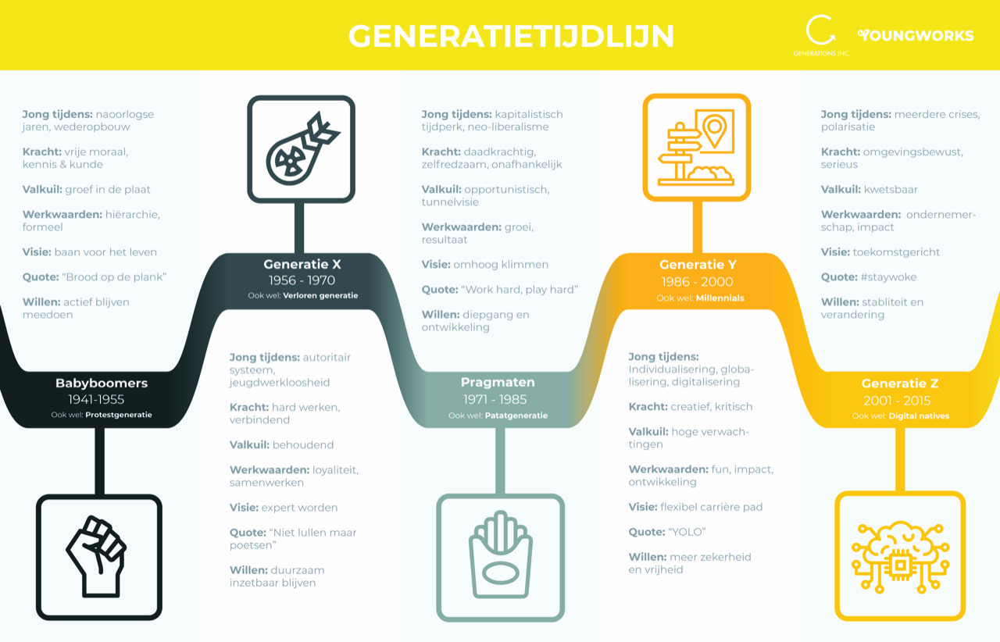 GENERATIETIJDLIJN
GENERATIONS INC.
YOUNGWORKS
Jong tijdens: naoorlogse
jaren, wederopbouw
Kracht: vrije moraal,
kennis & kunde
Valkuil: groef in de plaat
Werkwaarden: hiërarchie,
formeel
Visie: baan voor het leven
Quote: “Brood op de plank”
Willen: actief blijven
meedoen
Babyboomers
1941-1955
Ook wel: Protestgeneratie
Generatie X
1956 - 1970
Ook wel: Verloren generatie
Jong tijdens: autoritair
systeem,
jeugdwerkloosheid
Kracht: hard werken,
verbindend
Valkuil: behoudend
Werkwaarden: loyaliteit,
samenwerken
Visie: expert worden
Quote: “Niet lullen maar
poetsen”
Willen: duurzaam
inzetbaar blijven
Jong tijdens: kapitalistisch
tijdperk, neo-liberalisme
Kracht: daadkrachtig,
zelfredzaam, onafhankelijk
Valkuil: opportunistisch,
tunnelvisie
Werkwaarden: groei,
resultaat
Visie: omhoog klimmen
Quote: “Work hard, play hard”
Willen: diepgang en
ontwikkeling
Pragmaten
1971 - 1985
Ook wel: Patatgeneratie
Generatie Y
1986 - 2000
Ook wel: Millennials
Jong tijdens:
Individualisering, globa-
lisering, digitalisering
Kracht: creatief, kritisch
Valkuil: hoge verwach-
tingen
Werkwaarden: fun, impact,
ontwikkeling
Visie: flexibel carrière pad
Quote: “YOLO”
Willen: meer zekerheid
en vrijheid
Jong tijdens: meerdere crises,
polarisatie
Kracht: omgevingsbewust,
serieus
Valkuil: kwetsbaar
Werkwaarden: ondernemer-
schap, impact
Visie: toekomstgericht
Quote: #staywoke
Willen: stabliteit en
verandering
Generatie Z
2001 - 2015
Ook wel: Digital natives